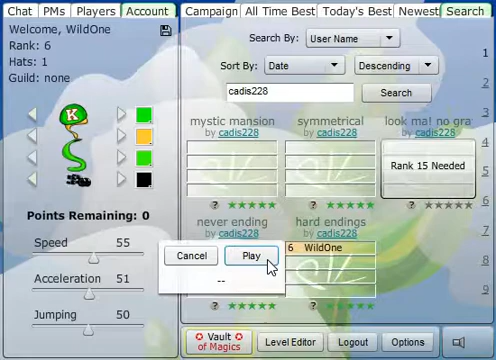 Chat PMs Players Account
Welcome, WildOne
Rank: 6
Hats: 1
Guild: none
K
Points Remaining: 0
Speed 55
Acceleration 51
Jumping 50
Campaign All Time Best Today's Best Newest Search
Search By: User Name
Sort By: Date Descending
cadis228 Search
1
2
3
4
5
6
7
8
9
mystic mansion
by cadis228
?
symmetrical
by cadis228
?
look ma! no gra
by cadis228
Rank 15 Needed
?
never ending
by cadis228
Cancel Play
--
?
hard endings
by cadis228
6 WildOne
?
Vault of Magics
Level Editor
Logout
Options